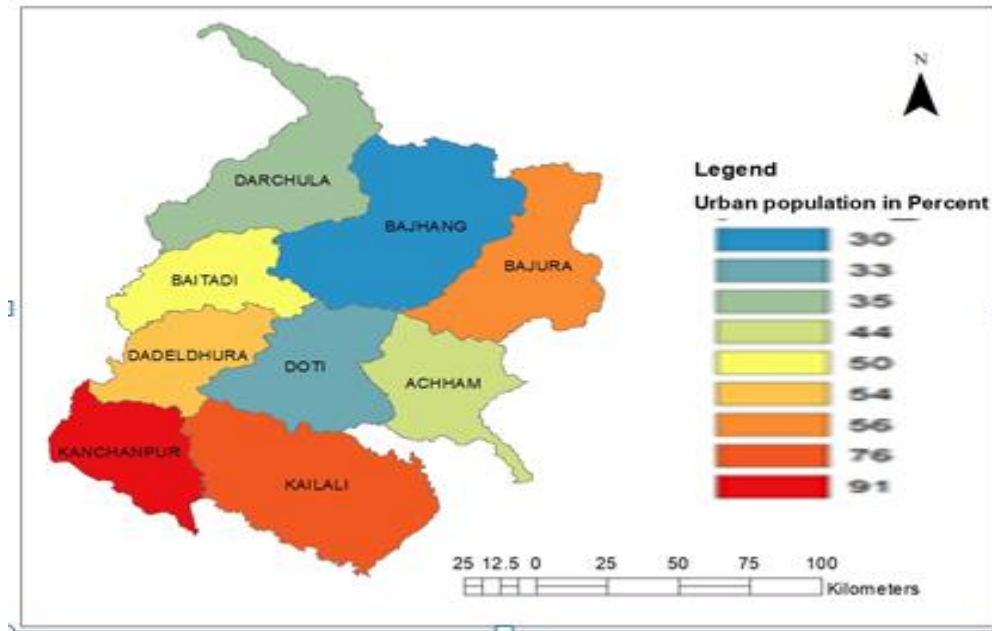 N
DARCHULA
BAJHANG
BAJURA
BAITADI
DADELDHURA
DOTI
ACHHAM
KANCHANPUR
KAILALI
Legend
Urban population in Percent
30
33
35
44
50
54
56
76
91
25 12.5 0 25 50 75 100
Kilometers